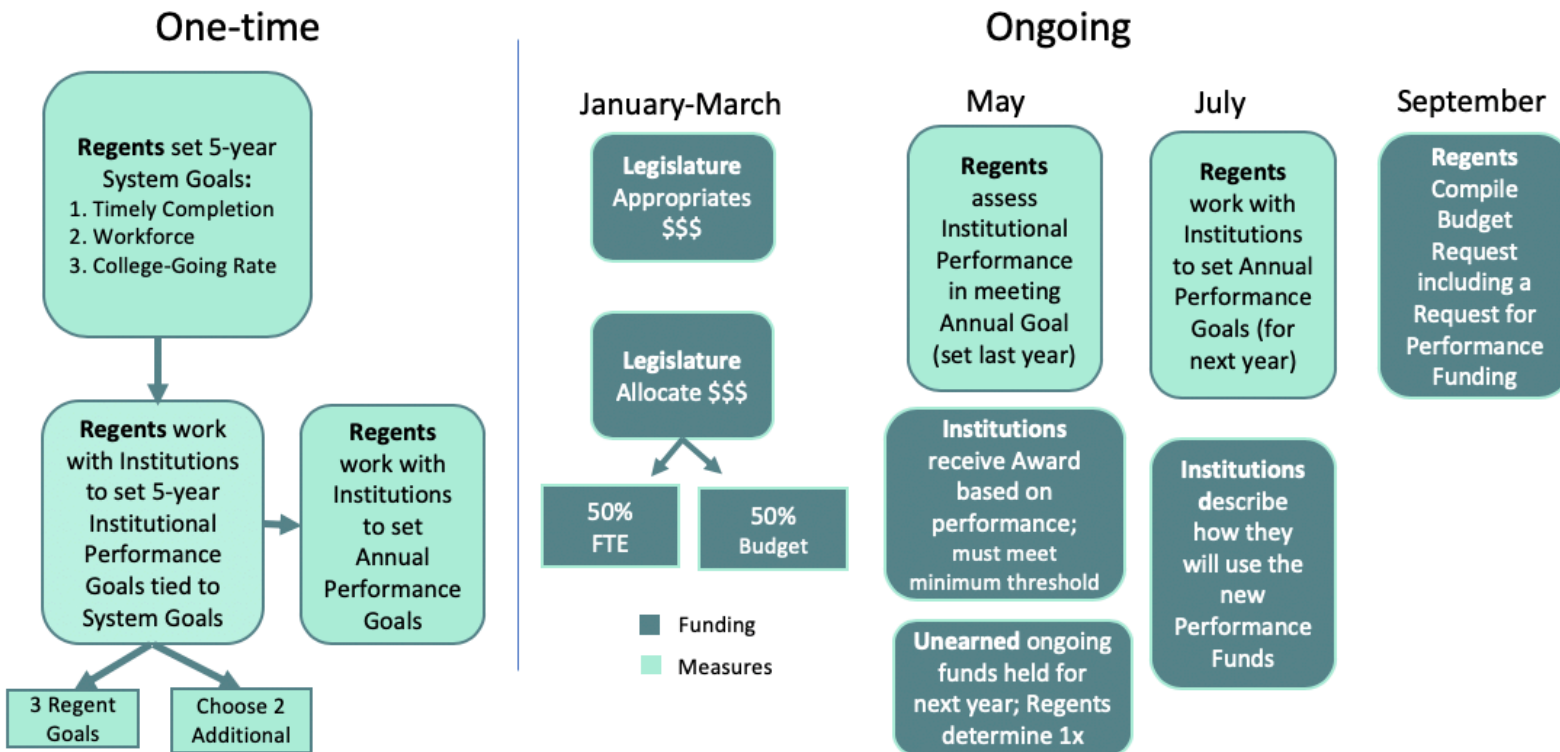 One-time
Regents set 5-year
System Goals:
1. Timely Completion
2. Workforce
3. College-Going Rate
Regents work
with Institutions
to set 5-year
Institutional
Performance
Goals tied to
System Goals
Regents
work with
Institutions
to set
Annual
Performance
Goals
3 Regent
Goals
Choose 2
Additional
Ongoing
January-March
Legislature
Appropriates
$$$
Legislature
Allocate $$$
50%
FTE
50%
Budget
Funding
Measures
May
Regents
assess
Institutional
Performance
in meeting
Annual Goal
(set last year)
Institutions
receive Award
based on
performance;
must meet
minimum threshold
Unearned ongoing
funds held for
next year; Regents
determine 1x
July
Regents
work with
Institutions
to set Annual
Performance
Goals (for
next year)
Institutions describe
how they
will use the
new
Performance
Funds
September
Regents
Compile
Budget
Request
including a
Request for
Performance
Funding